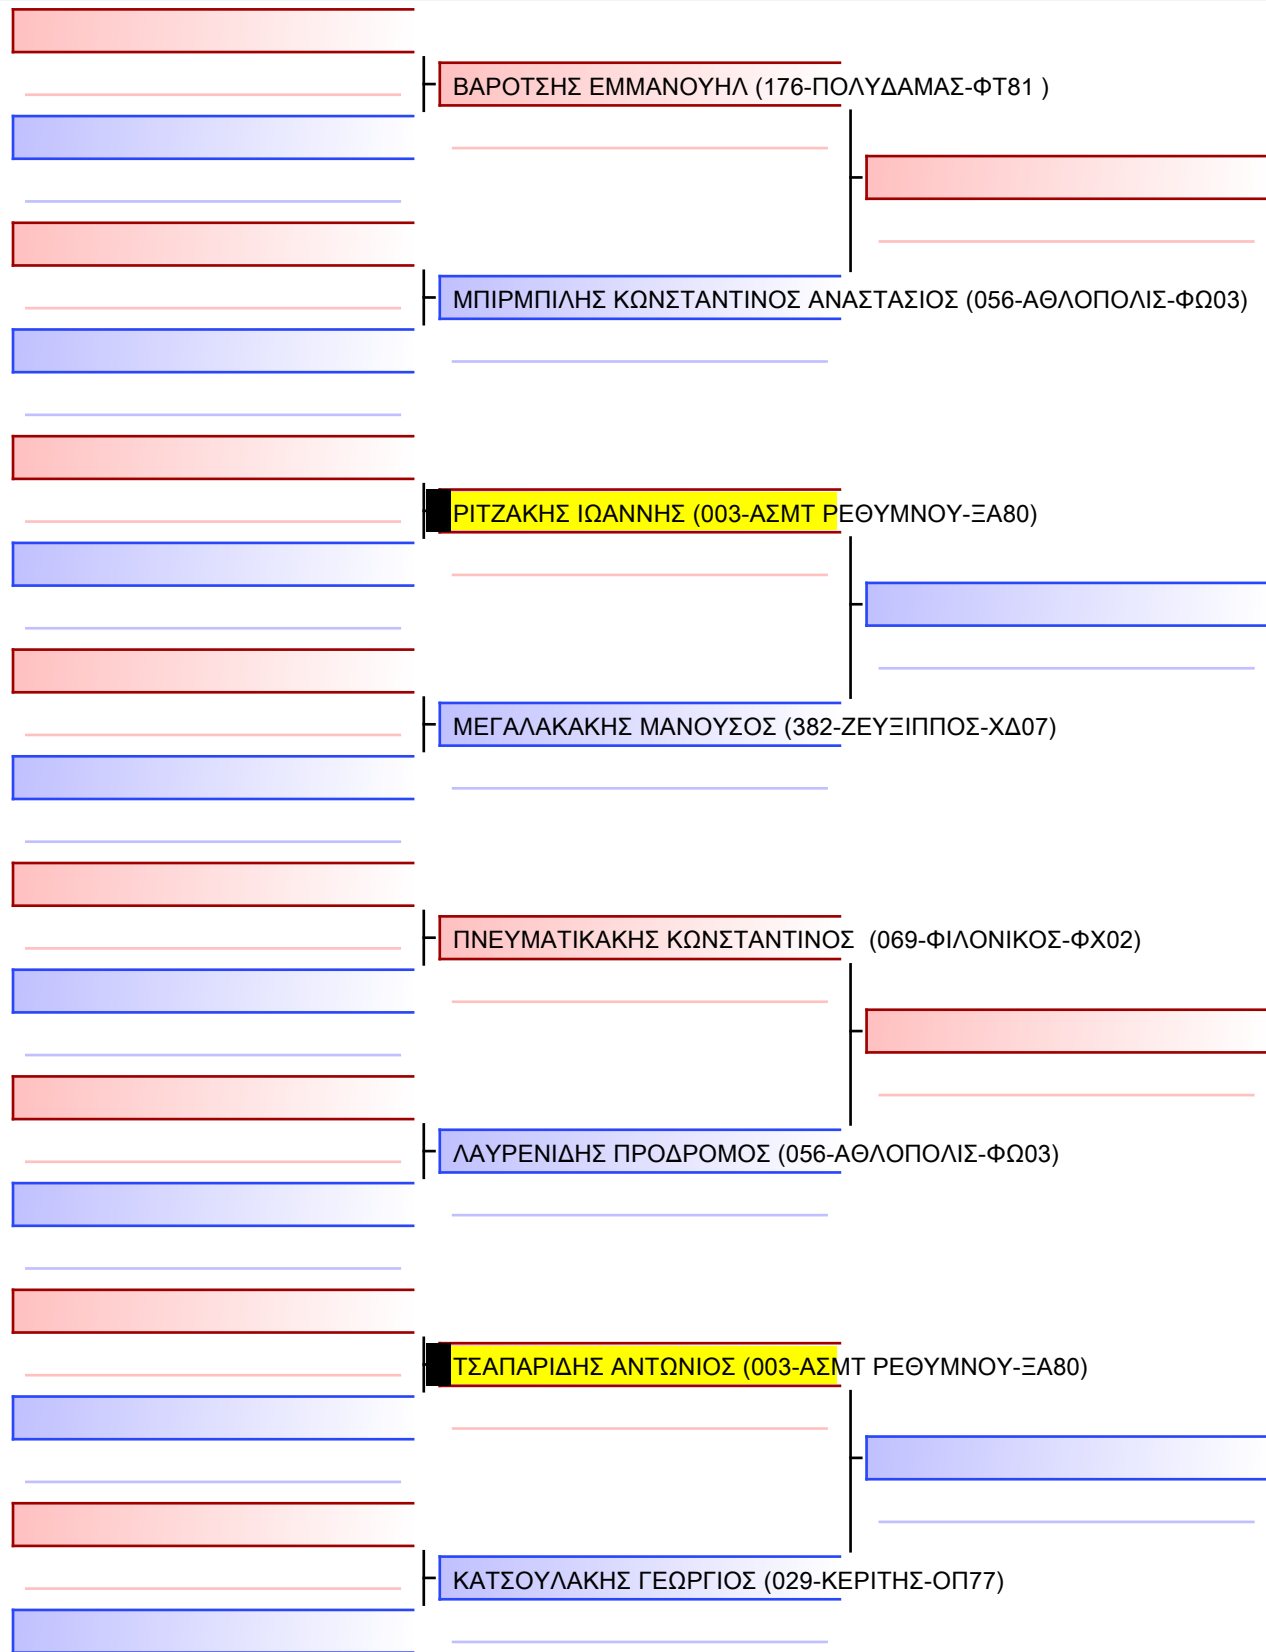 ΒΑΡΟΤΣΗΣ ΕΜΜΑΝΟΥΗΛ (176-ΠΟΛΥΔΑΜΑΣ-ΦΤ81 )
ΜΠΙΡΜΠΙΛΗΣ ΚΩΝΣΤΑΝΤΙΝΟΣ ΑΝΑΣΤΑΣΙΟΣ (056-ΑΘΛΟΠΟΛΙΣ-ΦΩ03)
ΡΙΤΖΑΚΗΣ ΙΩΑΝΝΗΣ (003-ΑΣΜΤ ΡΕΘΥΜΝΟΥ-ΞΑ80)
ΜΕΓΑΛΑΚΑΚΗΣ ΜΑΝΟΥΣΟΣ (382-ΖΕΥΞΙΠΠΟΣ-ΧΔ07)
ΠΝΕΥΜΑΤΙΚΑΚΗΣ ΚΩΝΣΤΑΝΤΙΝΟΣ  (069-ΦΙΛΟΝΙΚΟΣ-ΦΧ02)
ΛΑΥΡΕΝΙΔΗΣ ΠΡΟΔΡΟΜΟΣ (056-ΑΘΛΟΠΟΛΙΣ-ΦΩ03)
ΤΣΑΠΑΡΙΔΗΣ ΑΝΤΩΝΙΟΣ (003-ΑΣΜΤ ΡΕΘΥΜΝΟΥ-ΞΑ80)
ΚΑΤΣΟΥΛΑΚΗΣ ΓΕΩΡΓΙΟΣ (029-ΚΕΡΙΤΗΣ-ΟΠ77)